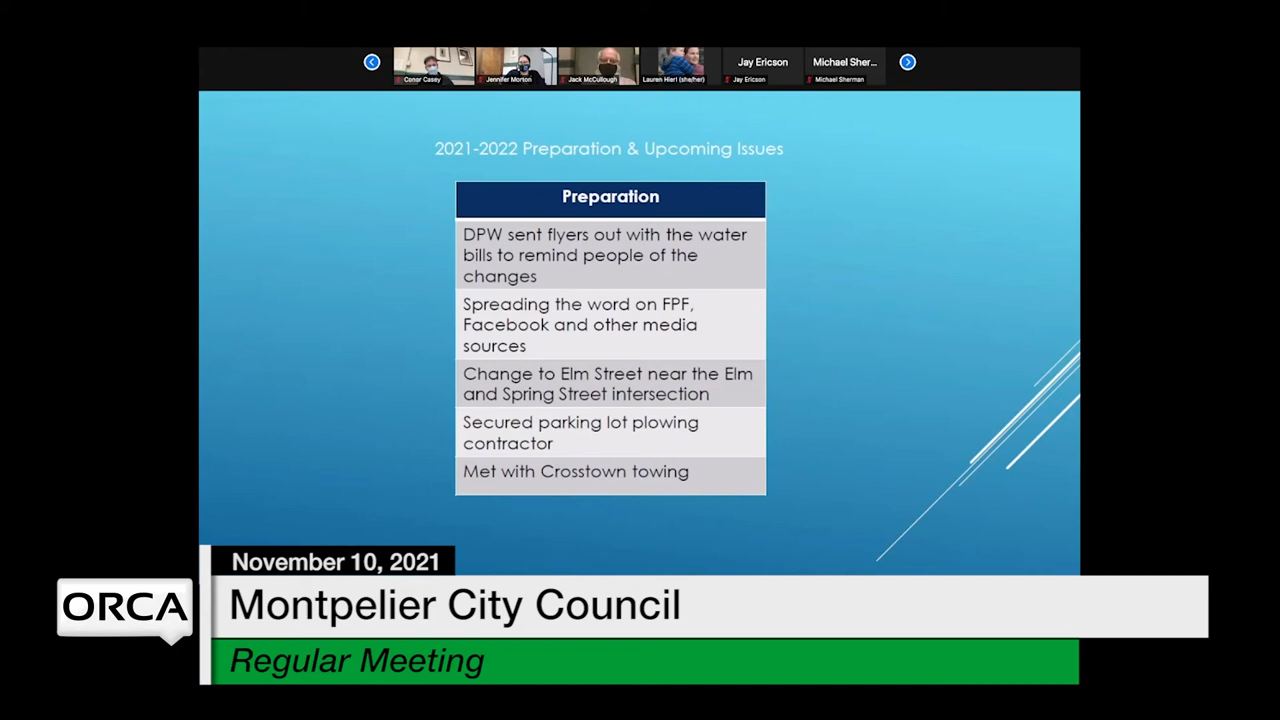 Jay Ericson
Michael Sher...
Conor Casey
Jennifer Morton
Jack McCullough
Lauren Hierl (she/her)
Jay Ericson
Michael Sherman
2021-2022 Preparation & Upcoming Issues
Preparation
DPW sent flyers out with the water
bills to remind people of the
changes
Spreading the word on FPF,
Facebook and other media
sources
Change to Elm Street near the Elm
and Spring Street intersection
Secured parking lot plowing
contractor
Met with Crosstown towing
November 10, 2021
ORCA
Montpelier City Council
Regular Meeting